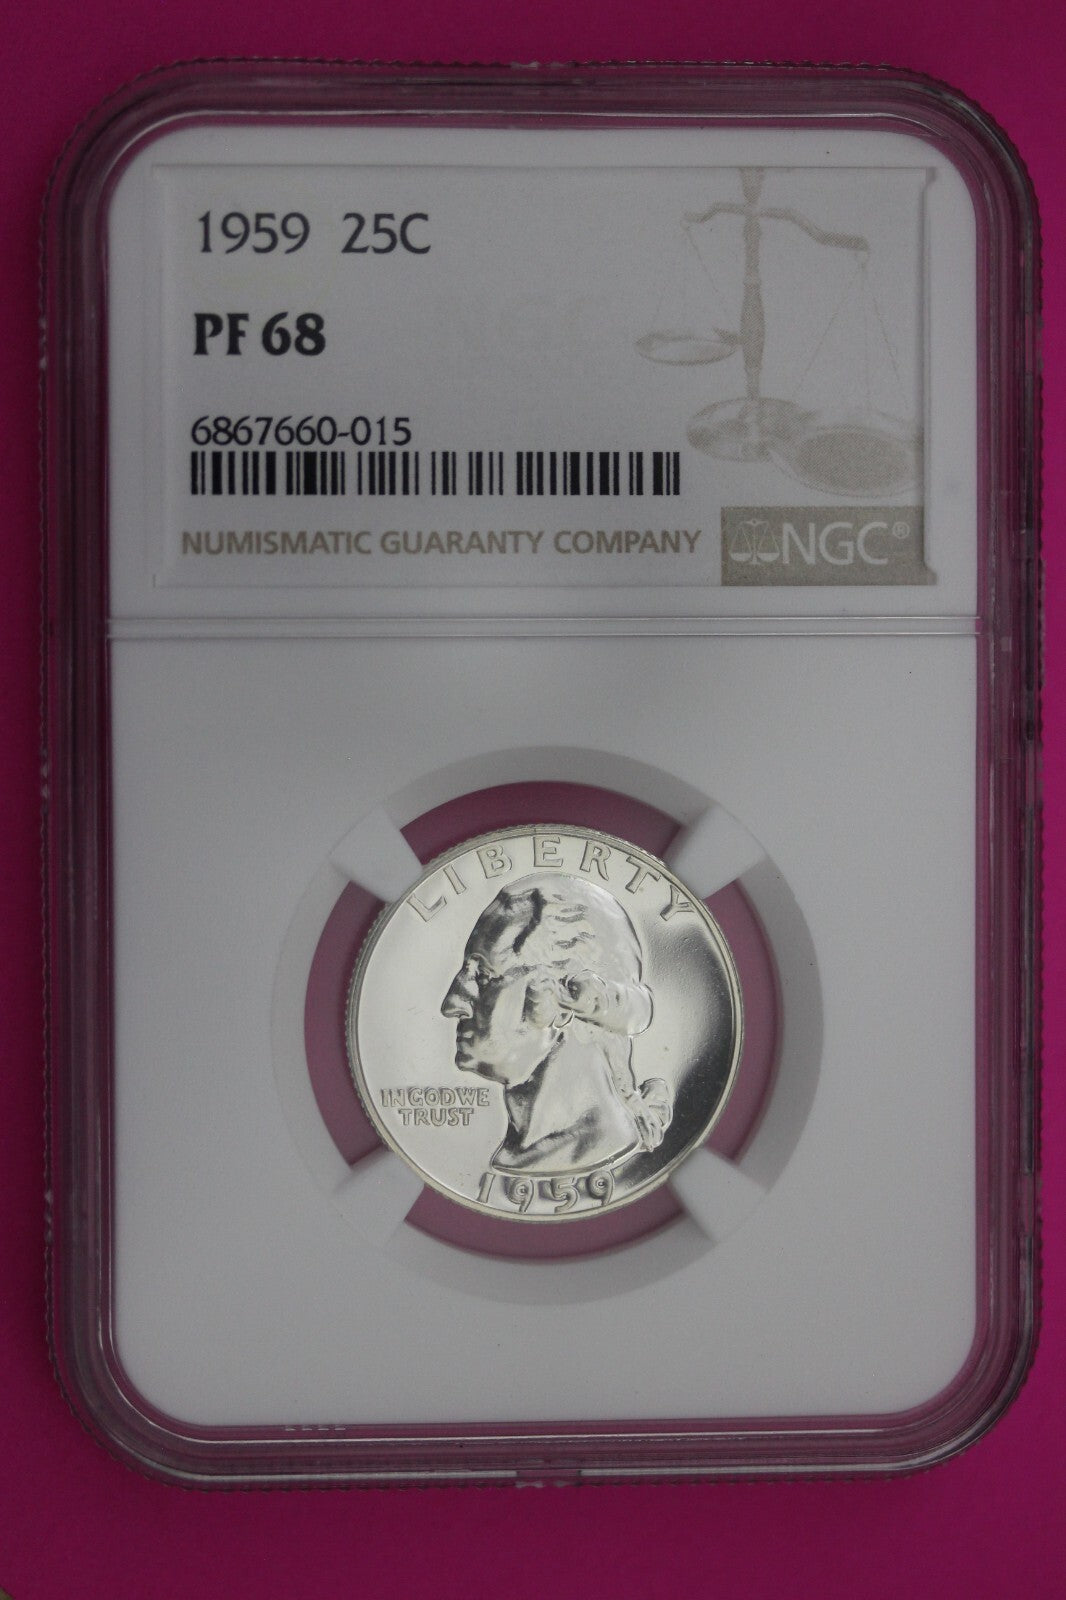 1959 25C
PF 68
6867660-015
NUMISMATIC GUARANTY COMPANY
NGC®
LIBERTY
IN GOD WE
TRUST
1959